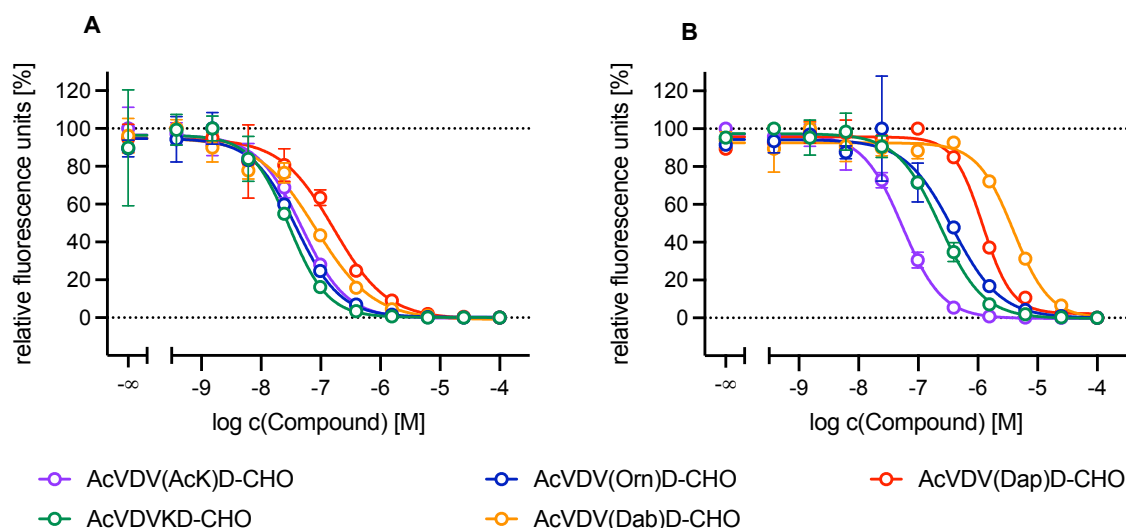 A
relative fluorescence units [%]
120
100
80
60
40
20
0
-∞
-9
-8
-7
-6
-5
-4
log c(Compound) [M]
B
relative fluorescence units [%]
120
100
80
60
40
20
0
-∞
-9
-8
-7
-6
-5
-4
log c(Compound) [M]
AcVDV(AcK)D-CHO
AcVDV(Orn)D-CHO
AcVDV(Dap)D-CHO
AcVDVKD-CHO
AcVDV(Dab)D-CHO